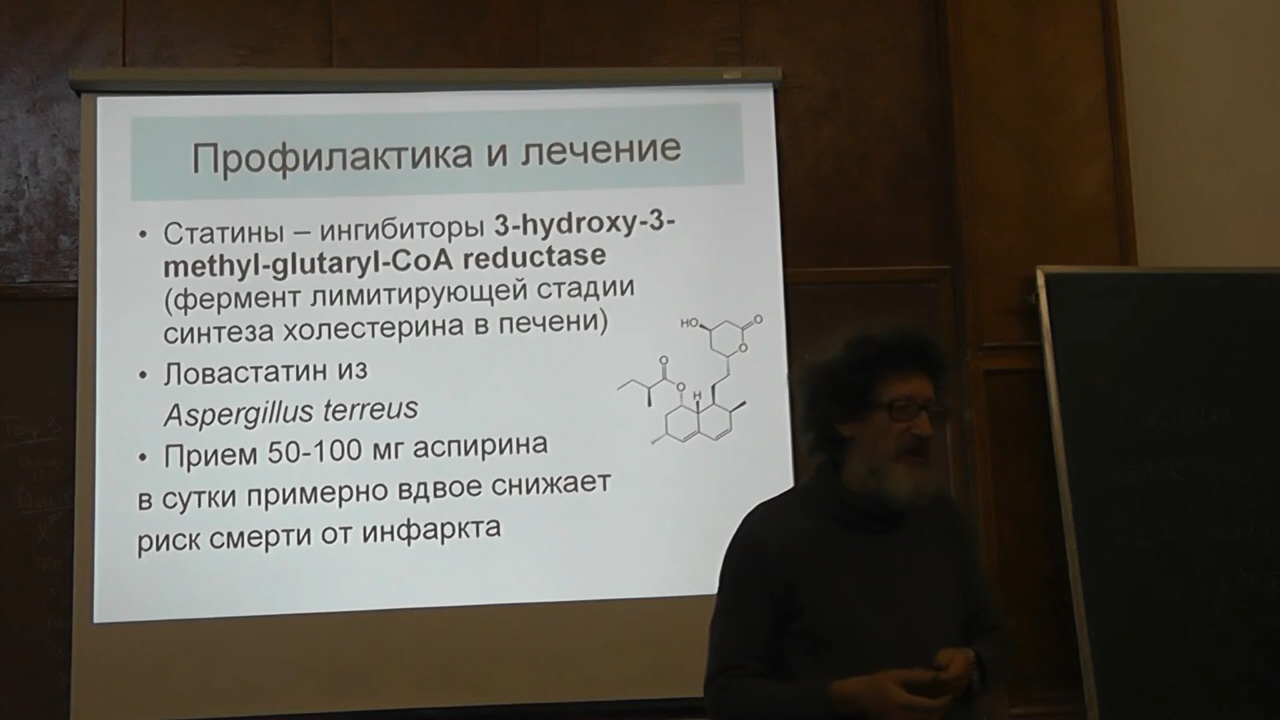 Профилактика и лечение
• Статины – ингибиторы 3-hydroxy-3-
methyl-glutaryl-CoA reductase
(фермент лимитирующей стадии
синтеза холестерина в печени)
• Ловастатин из
Aspergillus terreus
• Прием 50-100 мг аспирина
в сутки примерно вдвое снижает
риск смерти от инфаркта
HO
O
O
O
O
H